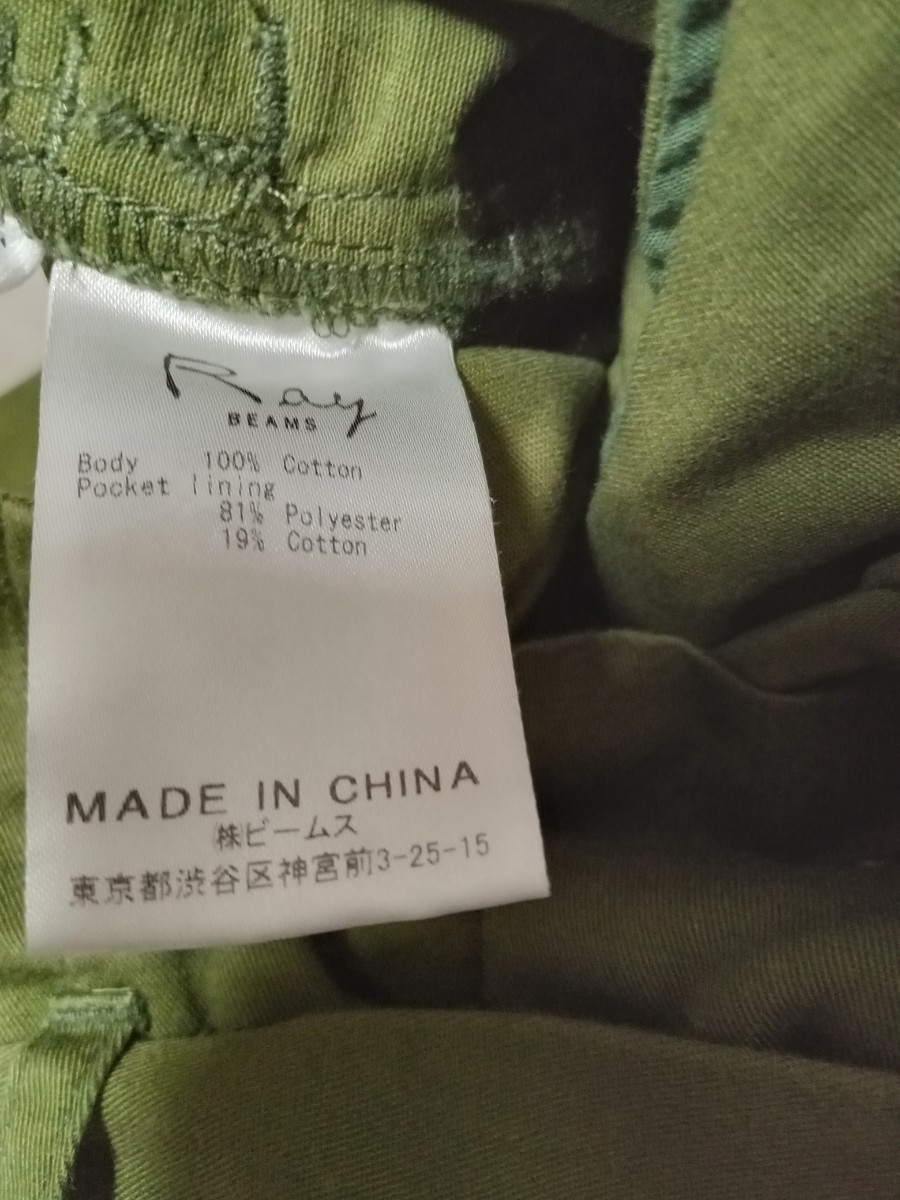 Ray
BEAMS
Body 100% Cotton
Pocket lining
81% Polyester
19% Cotton
MADE IN CHINA
㈱ビームス
東京都渋谷区神宮前3-25-15